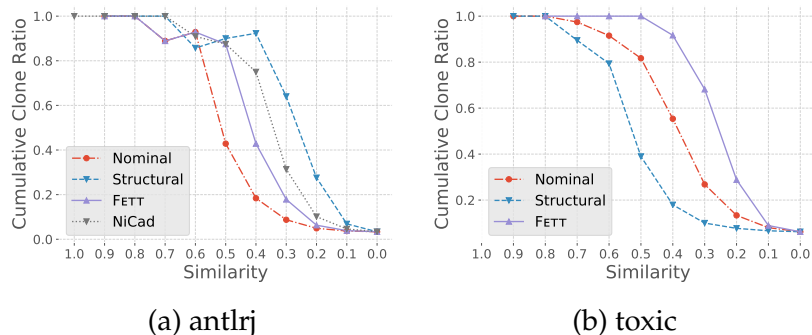 Cumulative Clone Ratio
1.0
0.8
0.6
0.4
0.2
0.0
Nominal
Structural
FETT
NiCad
1.0 0.9 0.8 0.7 0.6 0.5 0.4 0.3 0.2 0.1 0.0
Similarity
(a) antlrj
Cumulative Clone Ratio
1.0
0.8
0.6
0.4
0.2
Nominal
Structural
FETT
1.0 0.9 0.8 0.7 0.6 0.5 0.4 0.3 0.2 0.1 0.0
Similarity
(b) toxic